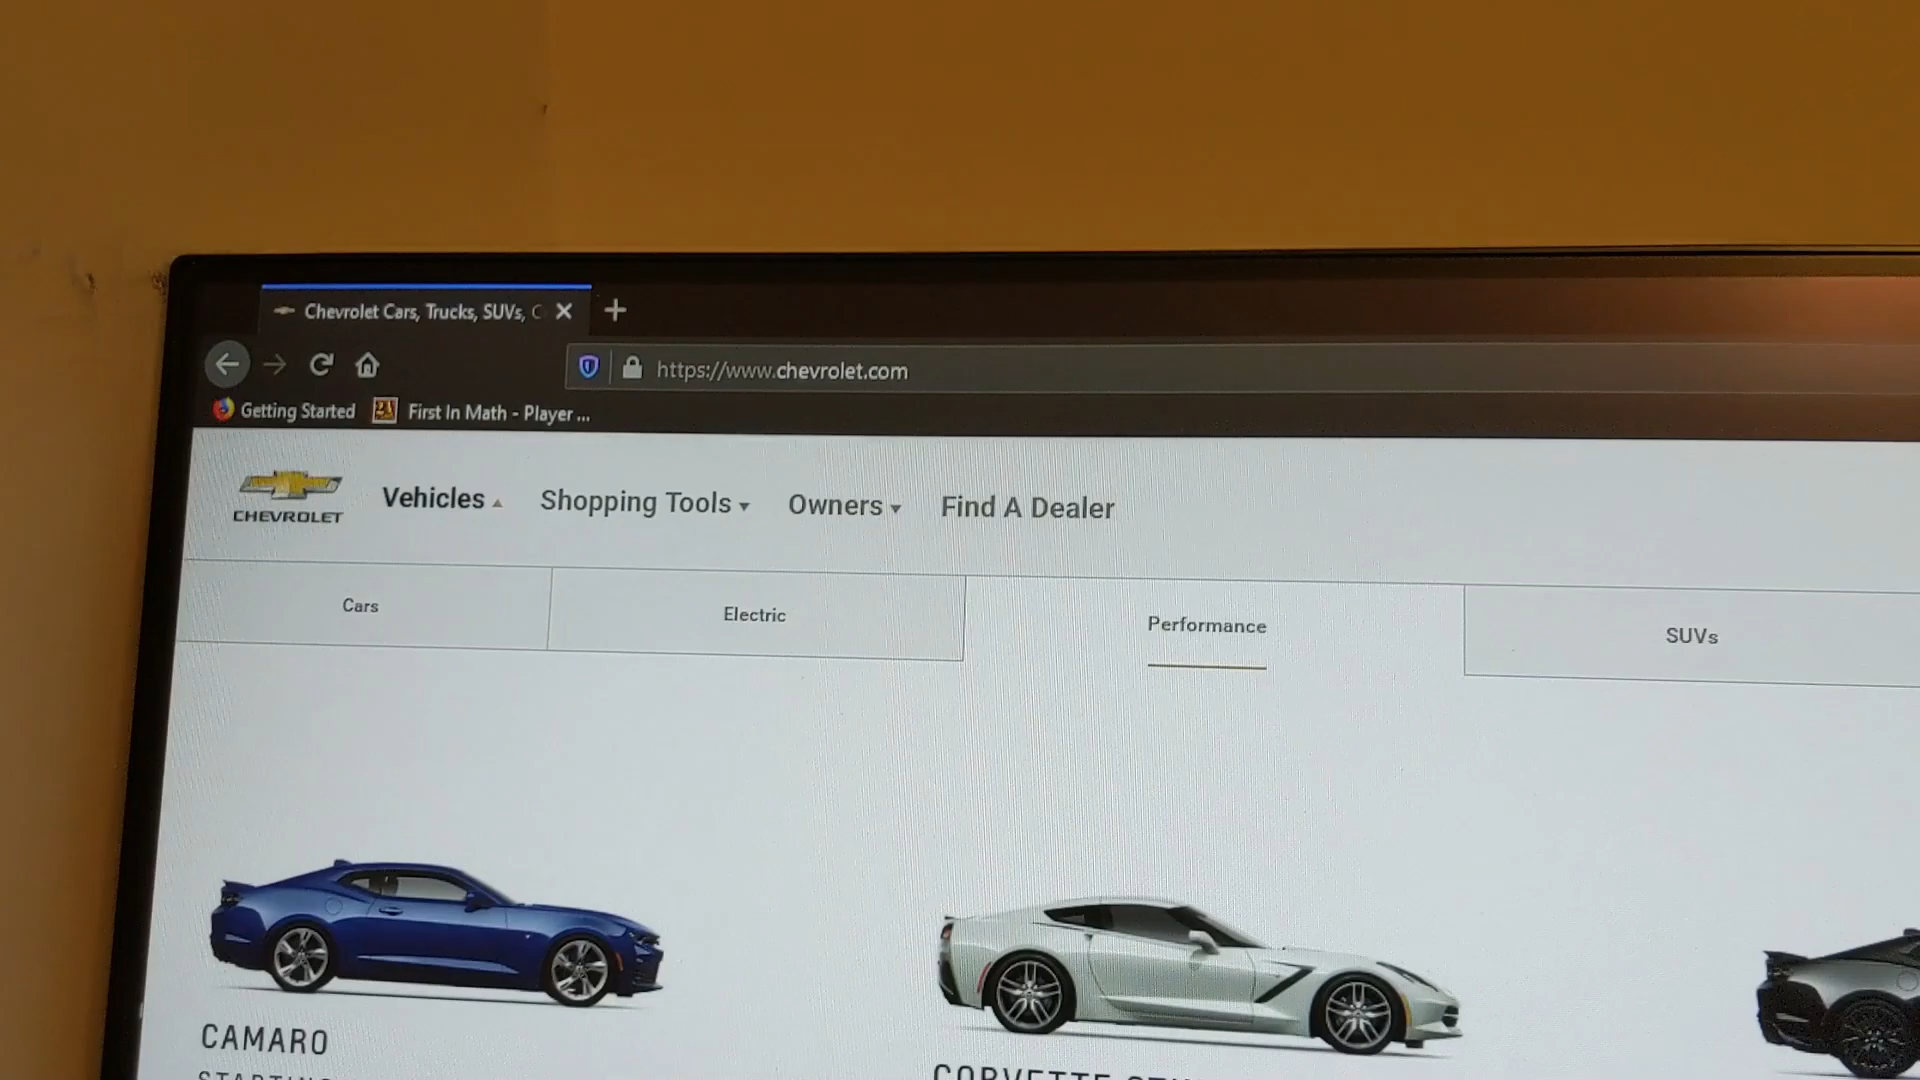 Chevrolet Cars, Trucks, SUVs,
https://www.chevrolet.com
Getting Started First In Math - Player ...
CHEVROLET Vehicles Shopping Tools Owners Find A Dealer
Cars Electric Performance SUVs
CAMARO
CORVETTE